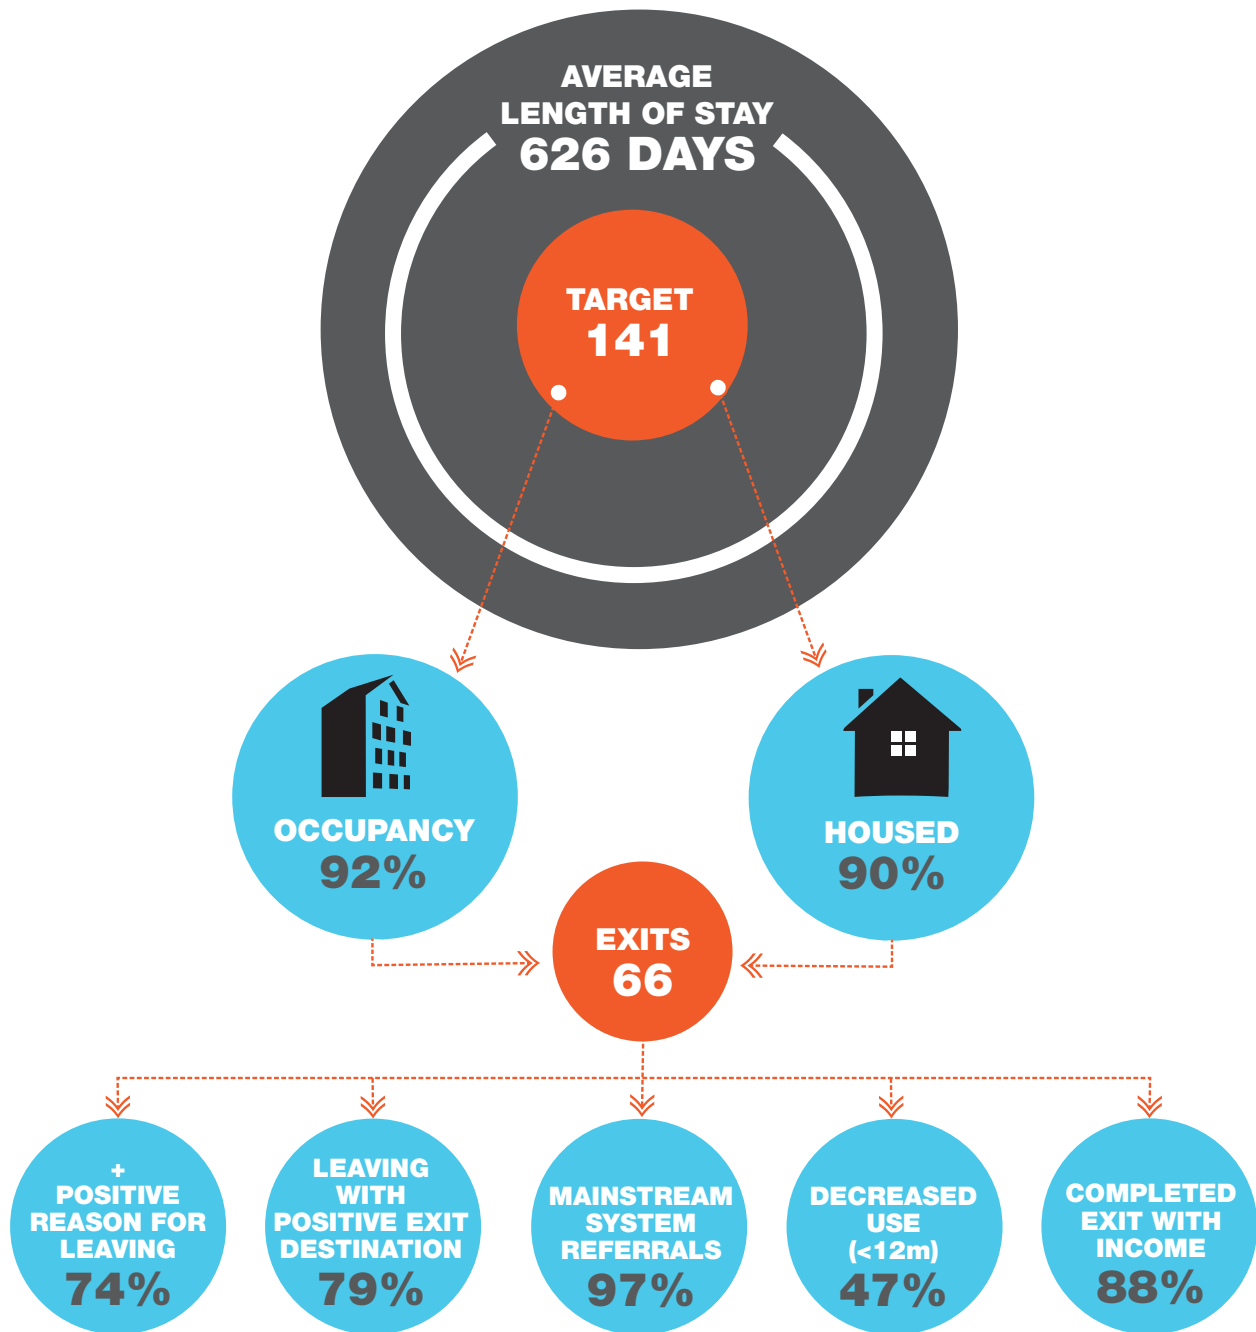 AVERAGE
LENGTH OF STAY
626 DAYS
TARGET
141
OCCUPANCY
92%
HOUSED
90%
EXITS
66
+
POSITIVE
REASON FOR
LEAVING
74%
LEAVING
WITH
POSITIVE EXIT
DESTINATION
79%
MAINSTREAM
SYSTEM
REFERRALS
97%
DECREASED
USE
(<12m)
47%
COMPLETED
EXIT WITH
INCOME
88%